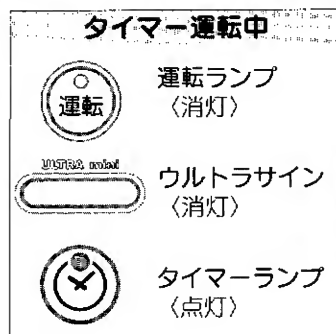 タイマー運転中
運転
運転ランプ
〈消灯〉
ULTRA mini
ウルトラサイン
〈消灯〉
タイマーランプ
〈点灯〉